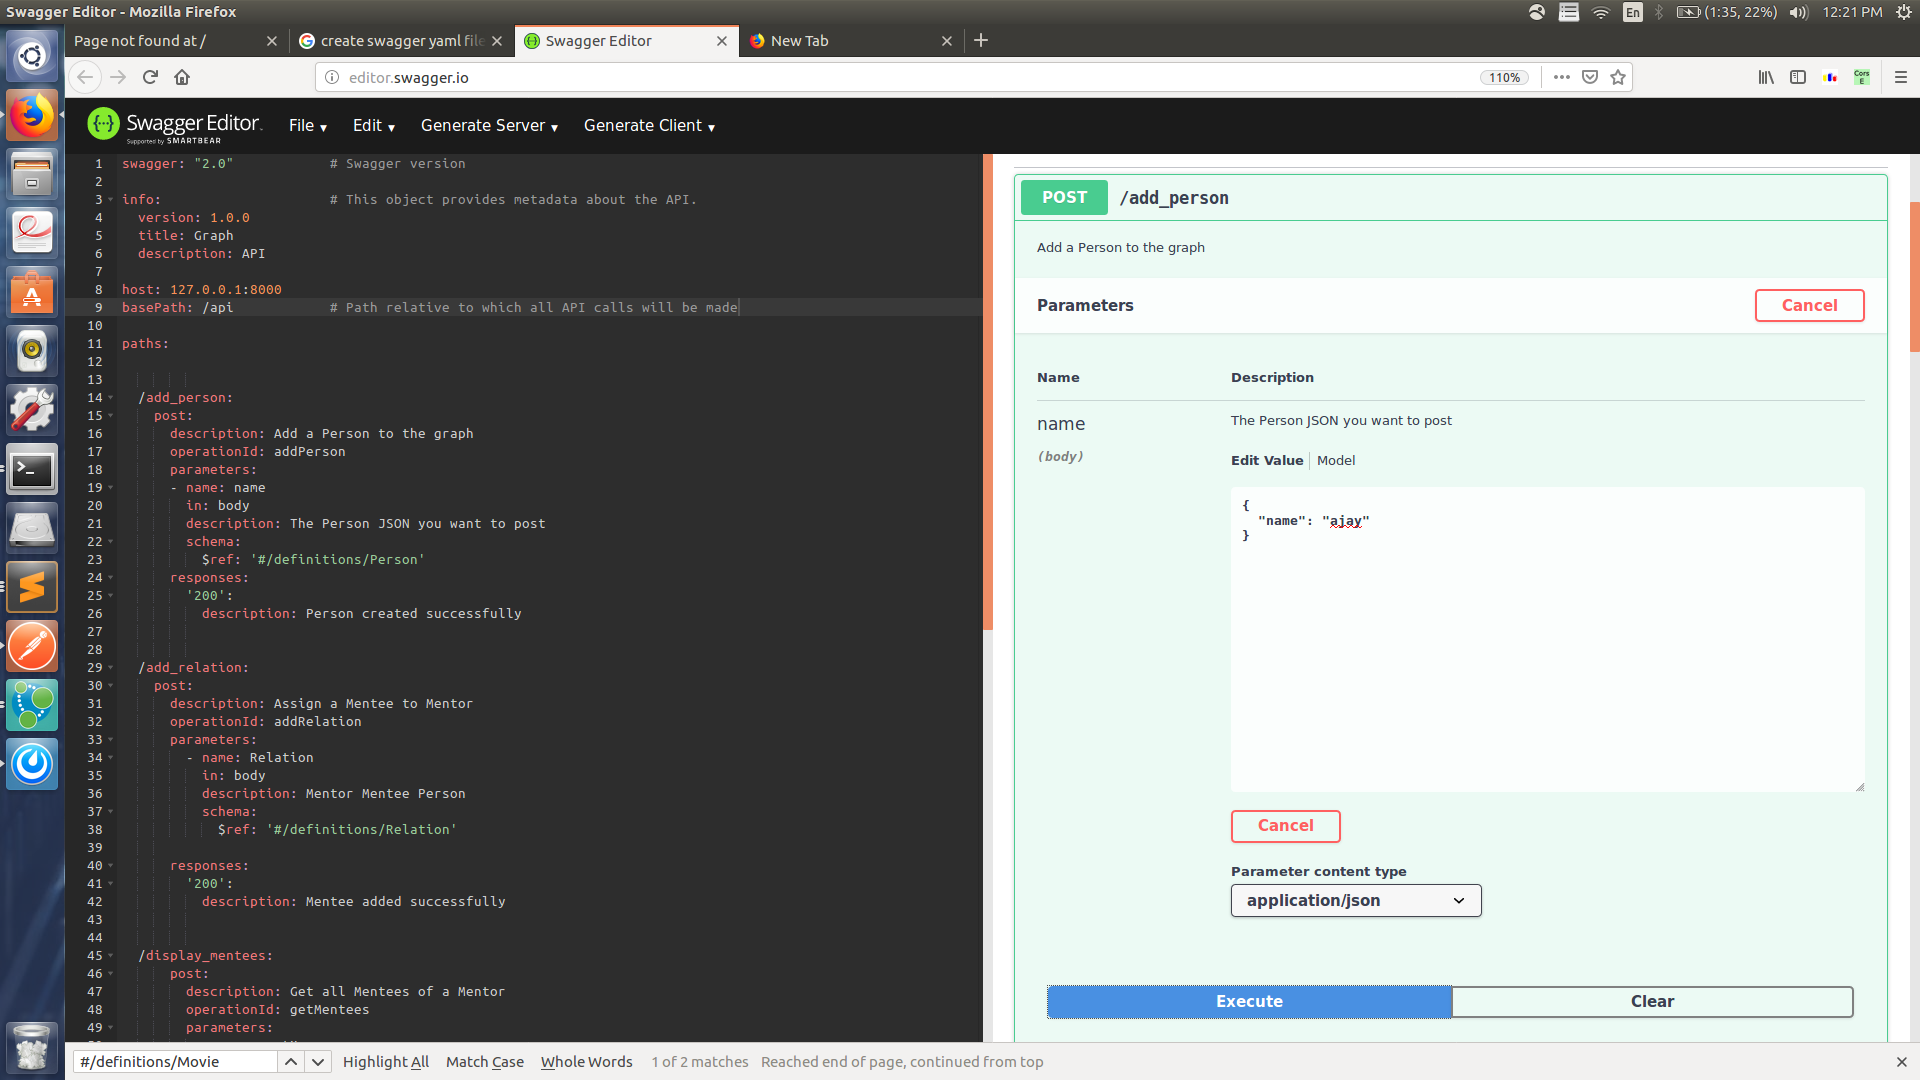 Swagger Editor - Mozilla Firefox
En (1:35, 22%) 12:21 PM
Page not found at /
create swagger yaml file
Swagger Editor
New Tab
editor.swagger.io
110%
Cors
E
Swagger Editor
Supported by SMARTBEAR
File
Edit
Generate Server
Generate Client
1 swagger: "2.0" # Swagger version
2
3 info: # This object provides metadata about the API.
4 version: 1.0.0
5 title: Graph
6 description: API
7
8 host: 127.0.0.1:8000
9 basePath: /api # Path relative to which all API calls will be made
10
11 paths:
12
13
14 /add_person:
15 post:
16 description: Add a Person to the graph
17 operationId: addPerson
18 parameters:
19 - name: name
20 in: body
21 description: The Person JSON you want to post
22 schema:
23 $ref: '#/definitions/Person'
24 responses:
25 '200':
26 description: Person created successfully
27
28
29 /add_relation:
30 post:
31 description: Assign a Mentee to Mentor
32 operationId: addRelation
33 parameters:
34 - name: Relation
35 in: body
36 description: Mentor Mentee Person
37 schema:
38 $ref: '#/definitions/Relation'
39
40 responses:
41 '200':
42 description: Mentee added successfully
43
44
45 /display_mentees:
46 post:
47 description: Get all Mentees of a Mentor
48 operationId: getMentees
49 parameters:
POST /add_person
Add a Person to the graph
Parameters
Cancel
Name Description
name
(body)
The Person JSON you want to post
Edit Value Model
{
"name": "ajay"
}
Cancel
Parameter content type
application/json
Execute
Clear
#/definitions/Movie
Highlight All
Match Case
Whole Words
1 of 2 matches
Reached end of page, continued from top